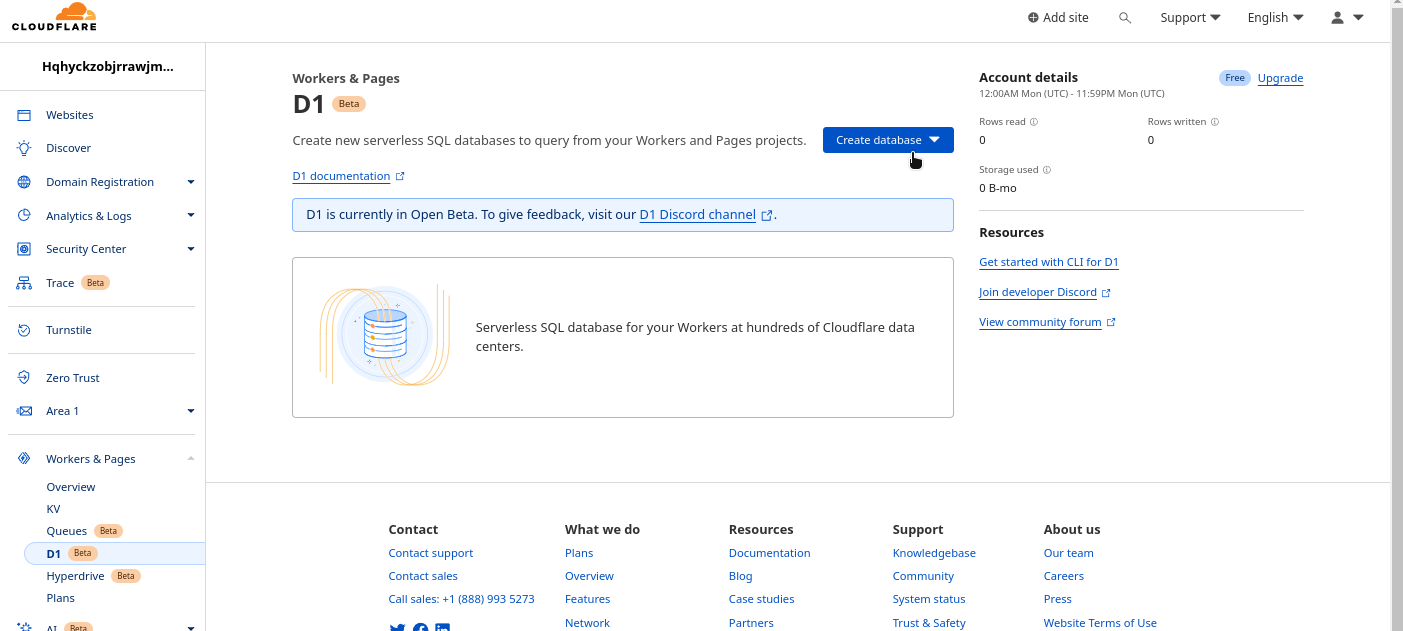 CLOUDFLARE
Add site
Support
English
Hqhyckzobjrrawjm...
Websites
Discover
Domain Registration
Analytics & Logs
Security Center
Trace Beta
Turnstile
Zero Trust
Area 1
Workers & Pages
Overview
KV
Queues Beta
D1 Beta
Hyperdrive Beta
Plans
AI Beta
Workers & Pages
D1 Beta
Create new serverless SQL databases to query from your Workers and Pages projects.
Create database
D1 documentation
D1 is currently in Open Beta. To give feedback, visit our D1 Discord channel.
Serverless SQL database for your Workers at hundreds of Cloudflare data
centers.
Account details
Free Upgrade
12:00AM Mon (UTC) - 11:59PM Mon (UTC)
Rows read
0
Rows written
0
Storage used
0 B-mo
Resources
Get started with CLI for D1
Join developer Discord
View community forum
Contact
Contact support
Contact sales
Call sales: +1 (888) 993 5273
What we do
Plans
Overview
Features
Network
Resources
Documentation
Blog
Case studies
Partners
Support
Knowledgebase
Community
System status
Trust & Safety
About us
Our team
Careers
Press
Website Terms of Use